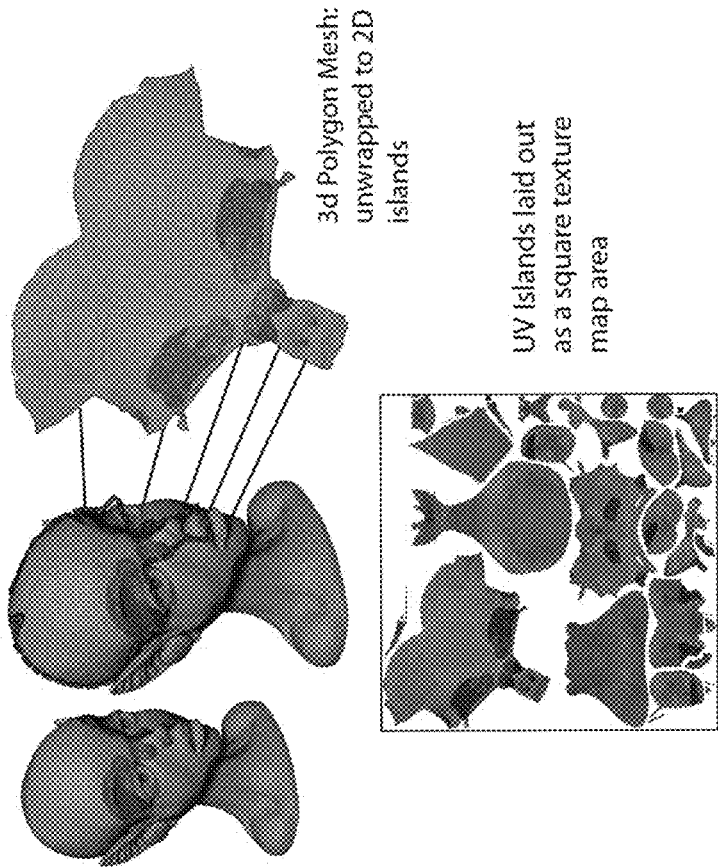 3d Polygon Mesh:
unwrapped to 2D
islands
UV Islands laid out
as a square texture
map area